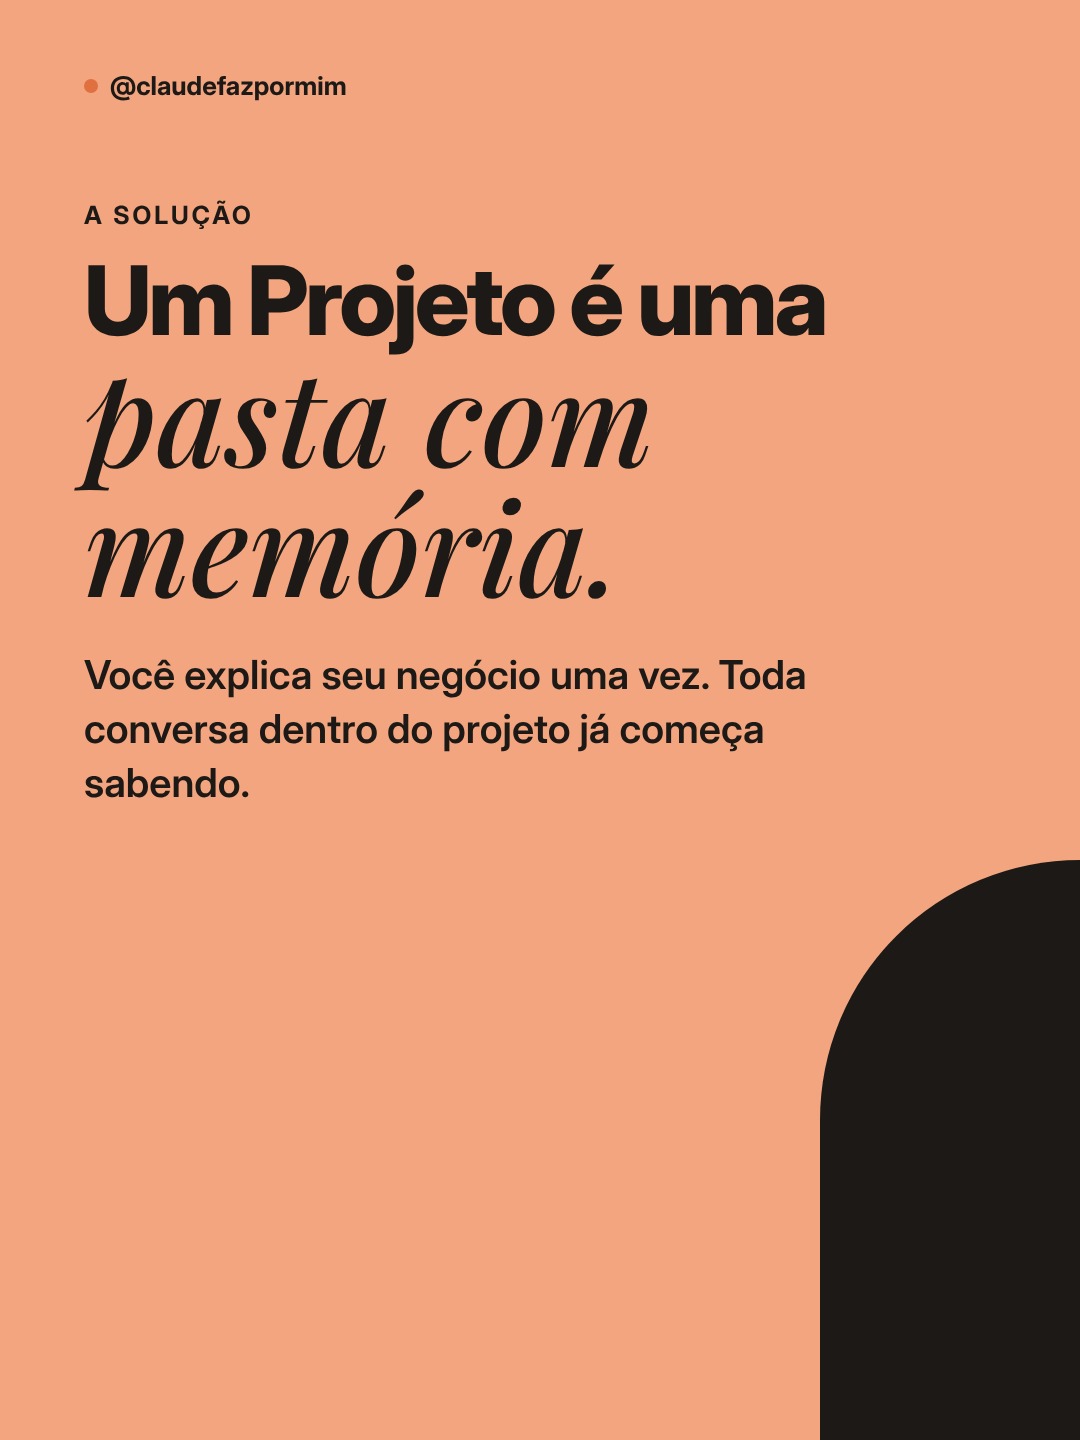 @claudefazpormim
A SOLUÇÃO
Um Projeto é uma
pasta com
memória.
Você explica seu negócio uma vez. Toda
conversa dentro do projeto já começa
sabendo.